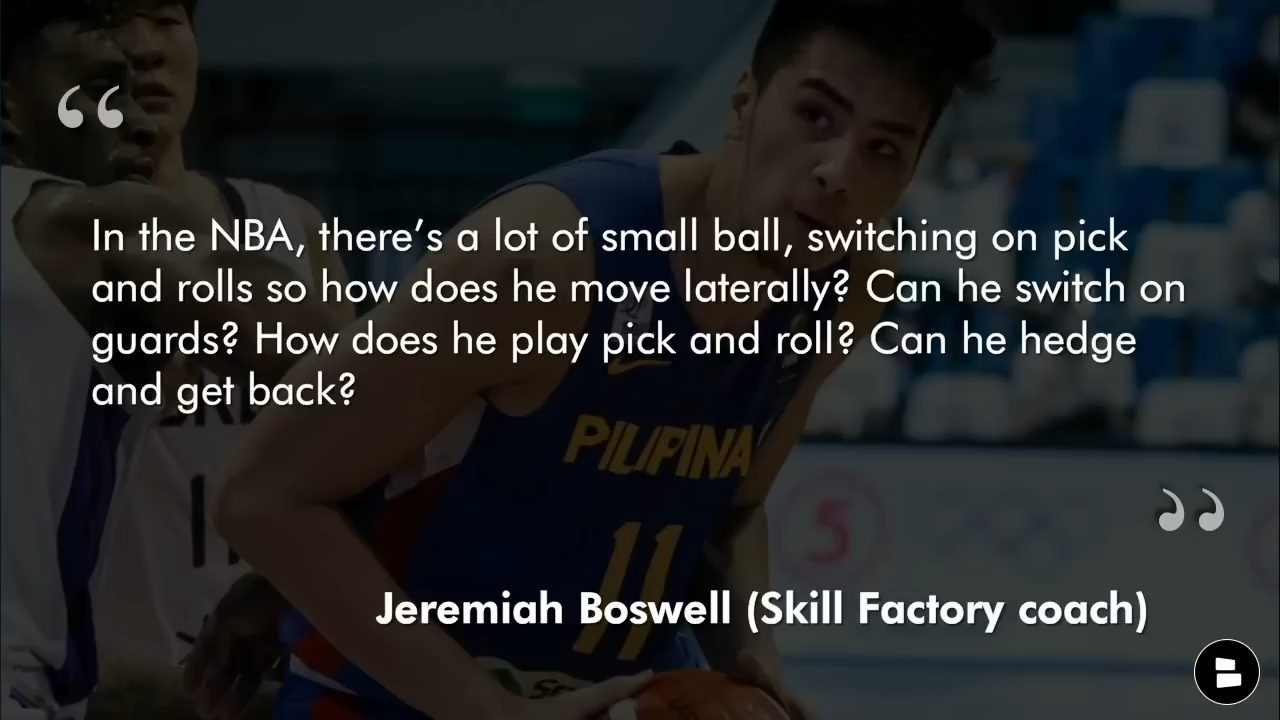 “
In the NBA, there’s a lot of small ball, switching on pick
and rolls so how does he move laterally? Can he switch on
guards? How does he play pick and roll? Can he hedge
and get back?
PILIPINA
5
11
”
Jeremiah Boswell (Skill Factory coach)